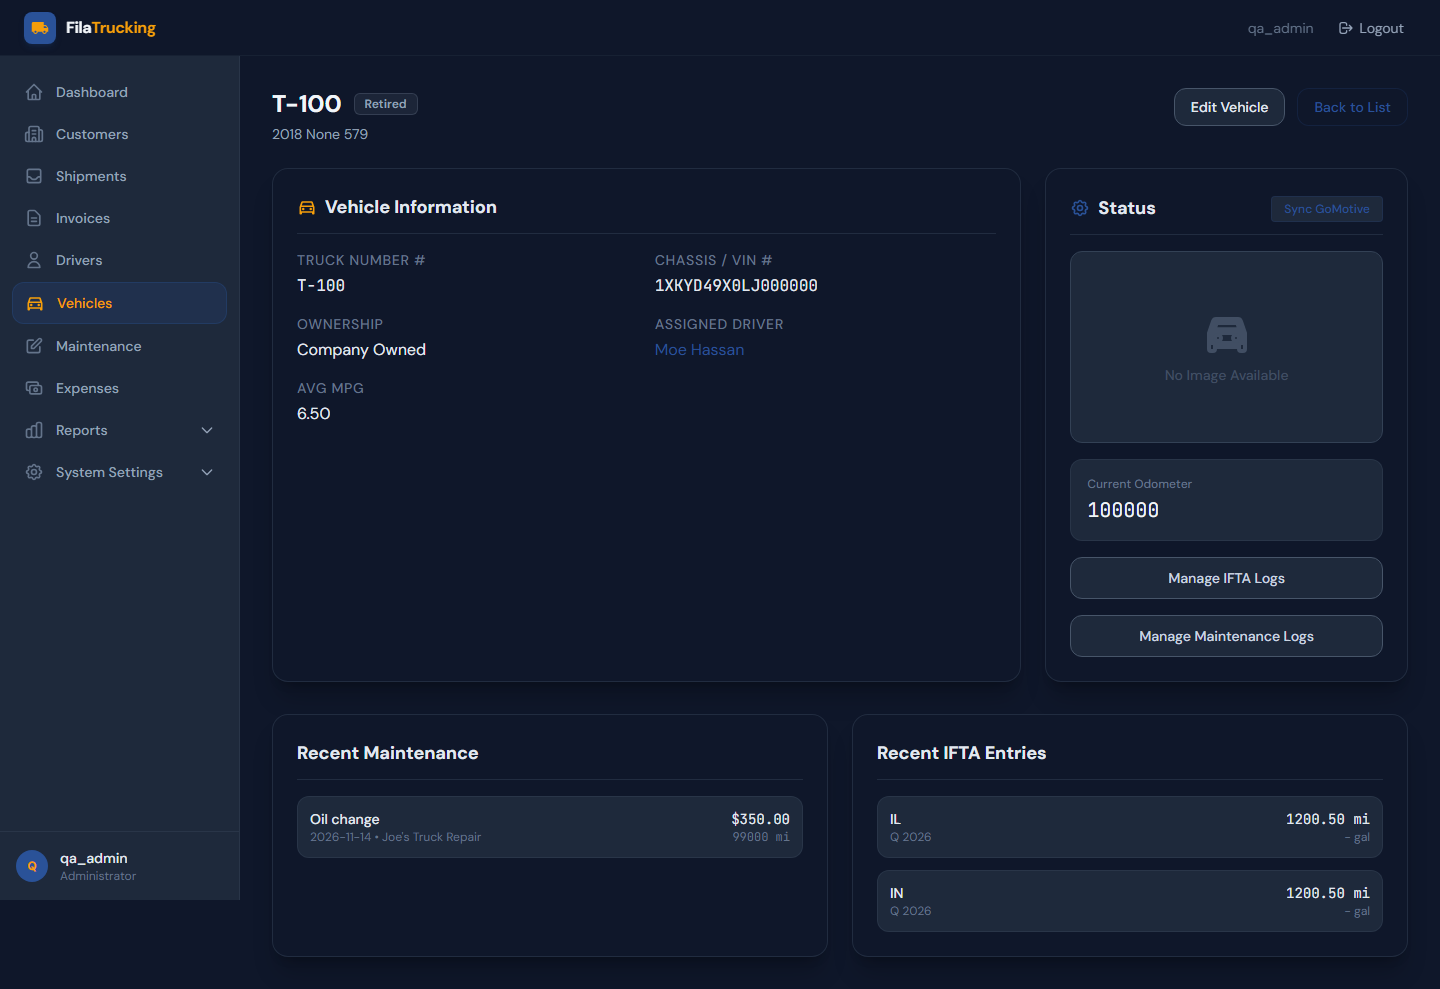 FilaTrucking
qa_admin
Logout
Dashboard
Customers
Shipments
Invoices
Drivers
Vehicles
Maintenance
Expenses
Reports
System Settings
qa_admin
Administrator
Q
T-100
Retired
2018 None 579
Edit Vehicle
Back to List
Vehicle Information
TRUCK NUMBER #
T-100
CHASSIS / VIN #
1XKYD49X0LJ000000
OWNERSHIP
Company Owned
ASSIGNED DRIVER
Moe Hassan
AVG MPG
6.50
Status
Sync GoMotive
No Image Available
Current Odometer
100000
Manage IFTA Logs
Manage Maintenance Logs
Recent Maintenance
Oil change
$350.00
2026-11-14 • Joe's Truck Repair
99000 mi
Recent IFTA Entries
IL
1200.50 mi
Q 2026
- gal
IN
1200.50 mi
Q 2026
- gal